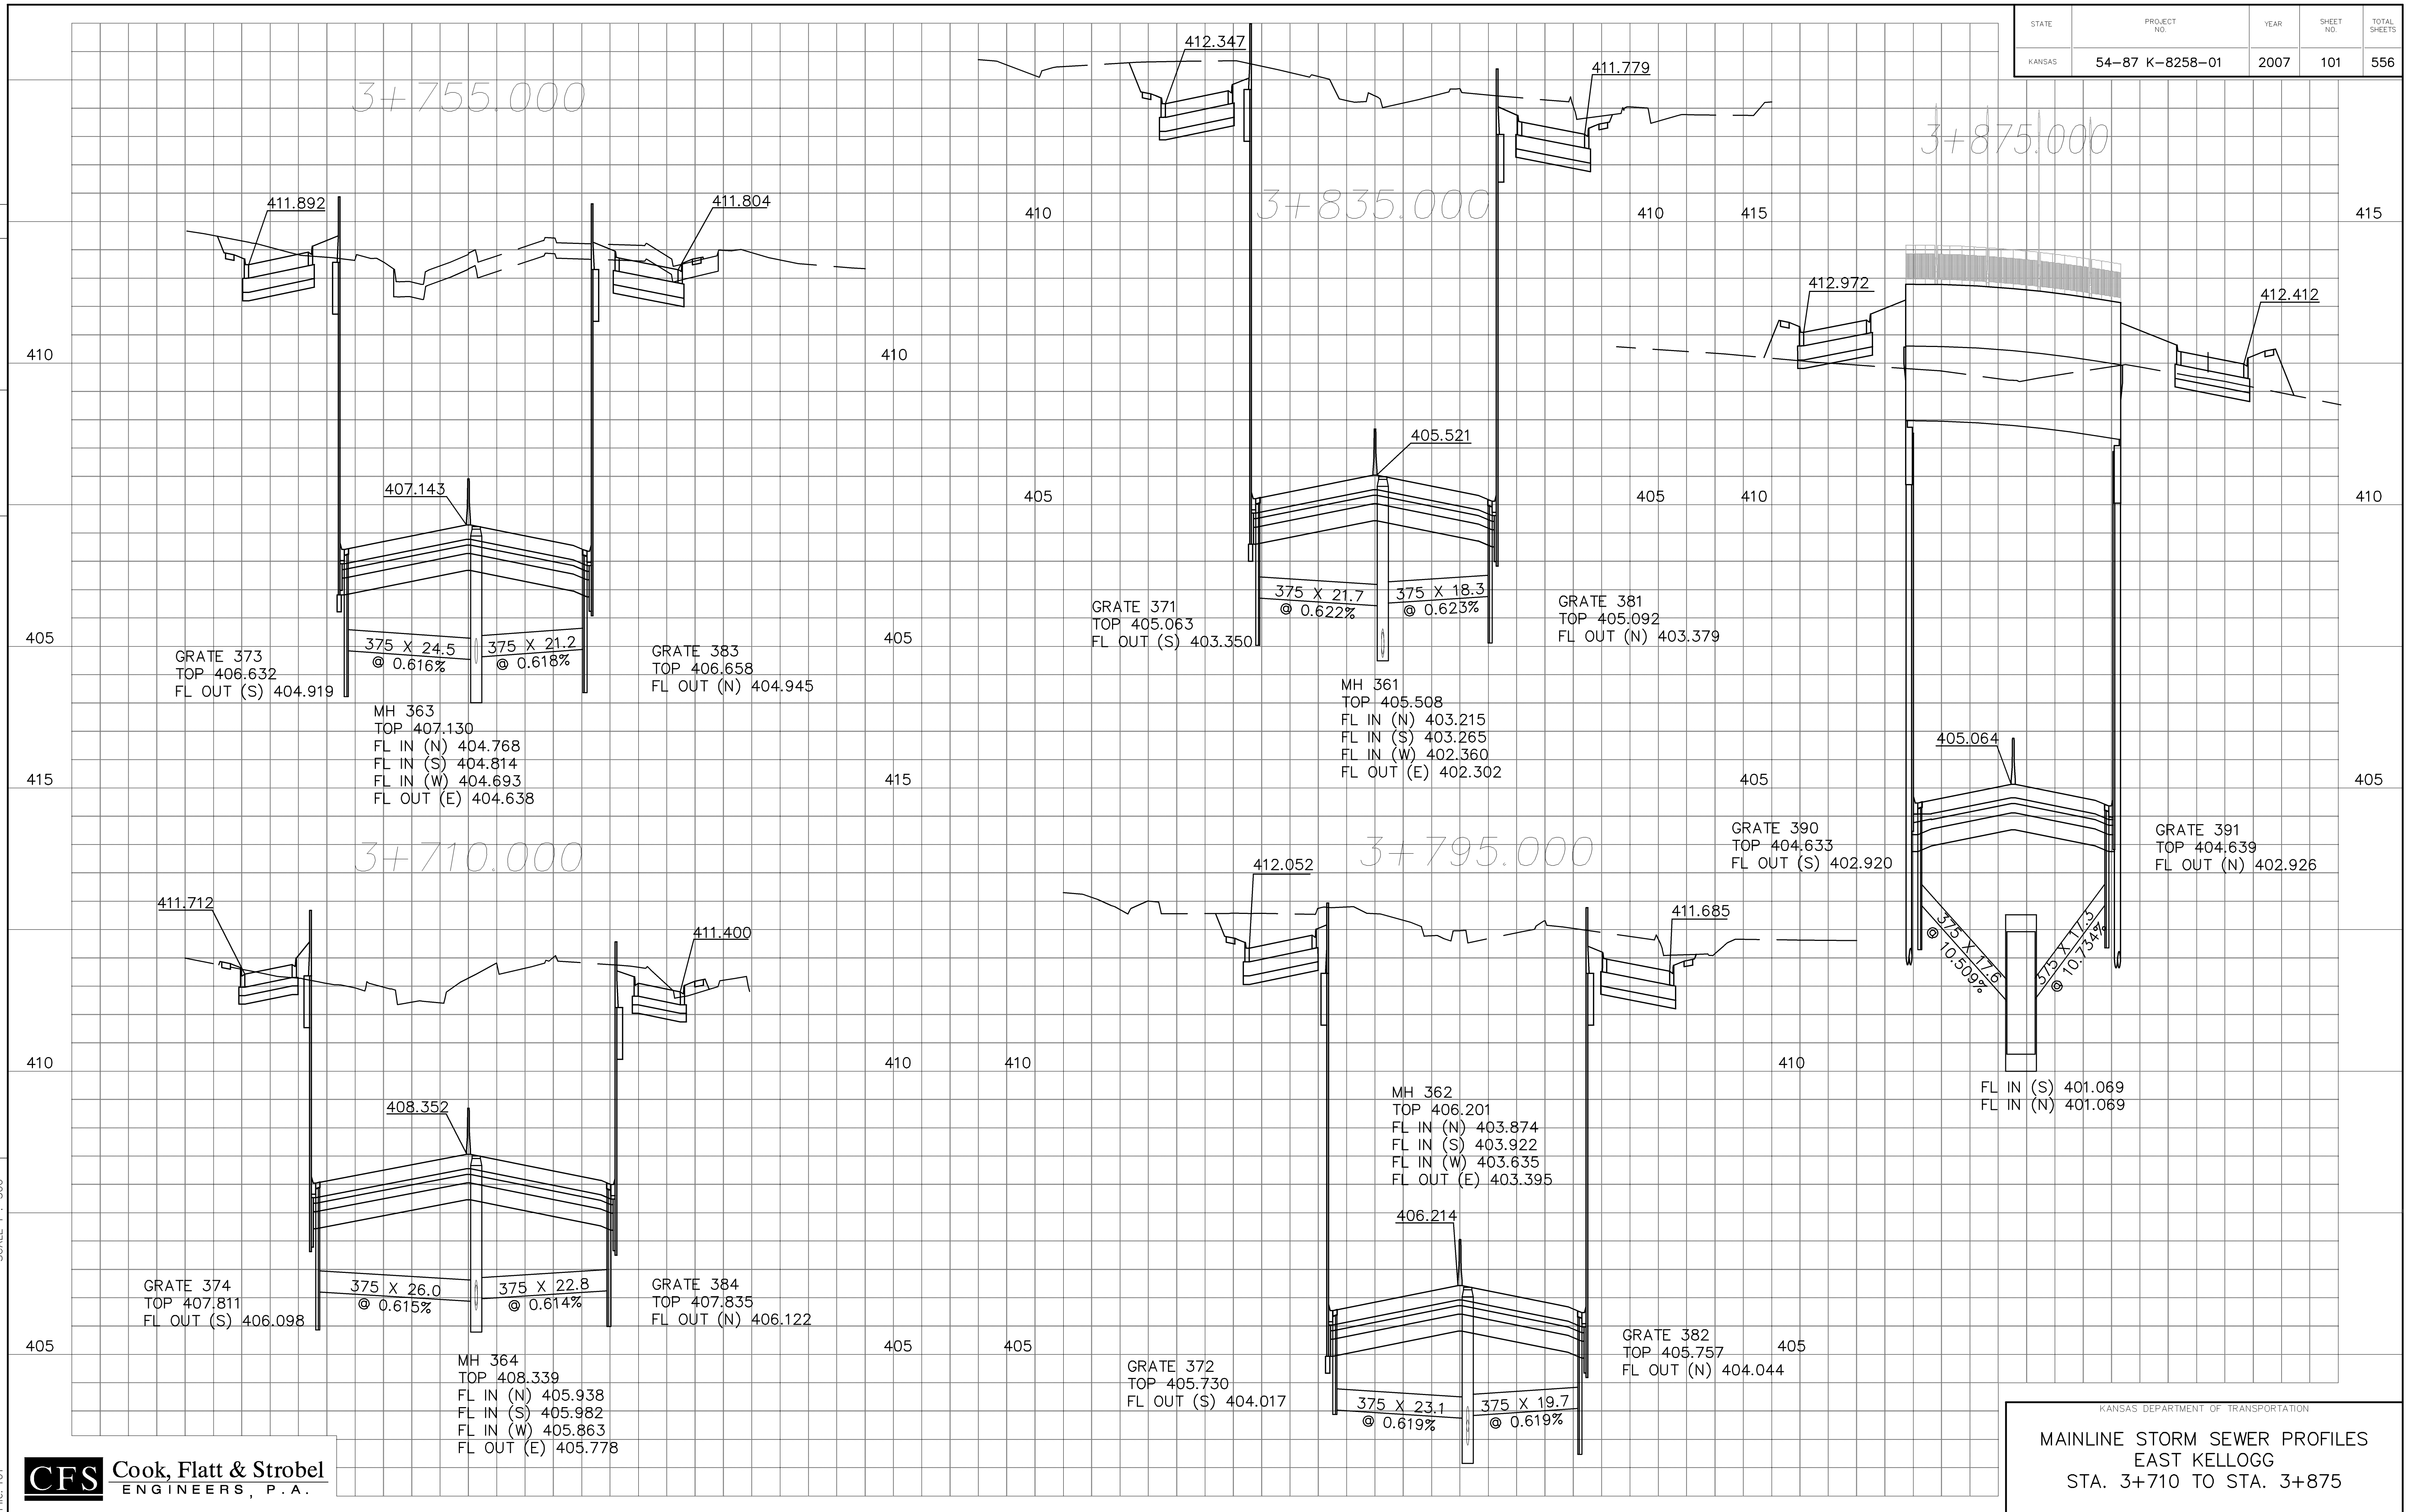 STATE
PROJECT NO.
YEAR
SHEET NO.
TOTAL SHEETS
KANSAS
54-87 K-8258-01
2007
101
556
3+755.000
411.892
411.804
410
410
407.143
405
405
375 X 24.5
@ 0.616%
375 X 21.2
@ 0.618%
GRATE 373
TOP 406.632
FL OUT (S) 404.919
GRATE 383
TOP 406.658
FL OUT (N) 404.945
MH 363
TOP 407.130
FL IN (N) 404.768
FL IN (S) 404.814
FL IN (W) 404.693
FL OUT (E) 404.638
415
415
3+710.000
411.712
411.400
410
410
408.352
GRATE 374
TOP 407.811
FL OUT (S) 406.098
375 X 26.0
@ 0.615%
375 X 22.8
@ 0.614%
GRATE 384
TOP 407.835
FL OUT (N) 406.122
405
405
MH 364
TOP 408.339
FL IN (N) 405.938
FL IN (S) 405.982
FL IN (W) 405.863
FL OUT (E) 405.778
412.347
411.779
410
3+835.000
410
405.521
405
405
GRATE 371
TOP 405.063
FL OUT (S) 403.350
375 X 21.7
@ 0.622%
375 X 18.3
@ 0.623%
GRATE 381
TOP 405.092
FL OUT (N) 403.379
MH 361
TOP 405.508
FL IN (N) 403.215
FL IN (S) 403.265
FL IN (W) 402.360
FL OUT (E) 402.302
3+795.000
412.052
411.685
410
410
MH 362
TOP 406.201
FL IN (N) 403.874
FL IN (S) 403.922
FL IN (W) 403.635
FL OUT (E) 403.395
406.214
405
405
GRATE 372
TOP 405.730
FL OUT (S) 404.017
375 X 23.1
@ 0.619%
375 X 19.7
@ 0.619%
GRATE 382
TOP 405.757
FL OUT (N) 404.044
3+875.000
415
415
412.972
412.412
410
410
405.064
405
405
GRATE 390
TOP 404.633
FL OUT (S) 402.920
GRATE 391
TOP 404.639
FL OUT (N) 402.926
375 X 17.6
@ 10.509%
X 17.3
@ 10.734%
FL IN (S) 401.069
FL IN (N) 401.069
CFS
Cook, Flatt & Strobel
ENGINEERS, P.A.
KANSAS DEPARTMENT OF TRANSPORTATION
MAINLINE STORM SEWER PROFILES
EAST KELLOGG
STA. 3+710 TO STA. 3+875